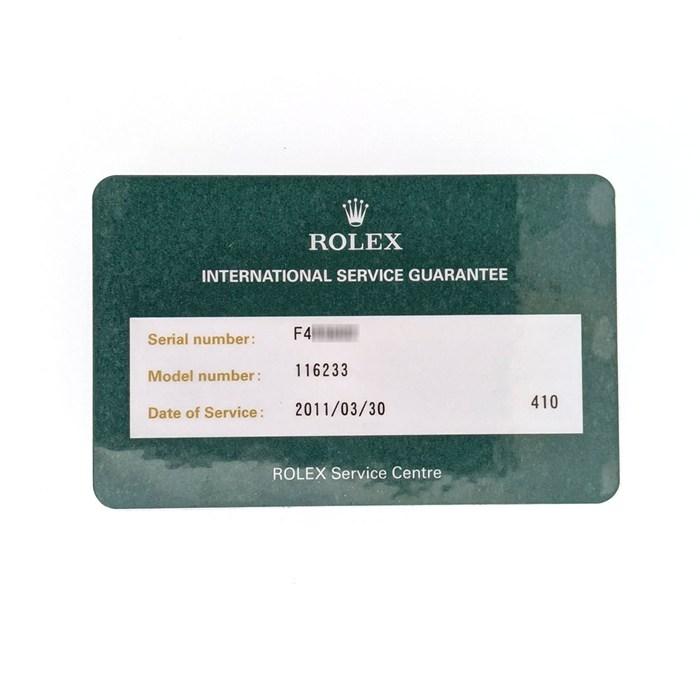 ROLEX
INTERNATIONAL SERVICE GUARANTEE
Serial number: F4
Model number: 116233
Date of Service: 2011/03/30 410
ROLEX Service Centre